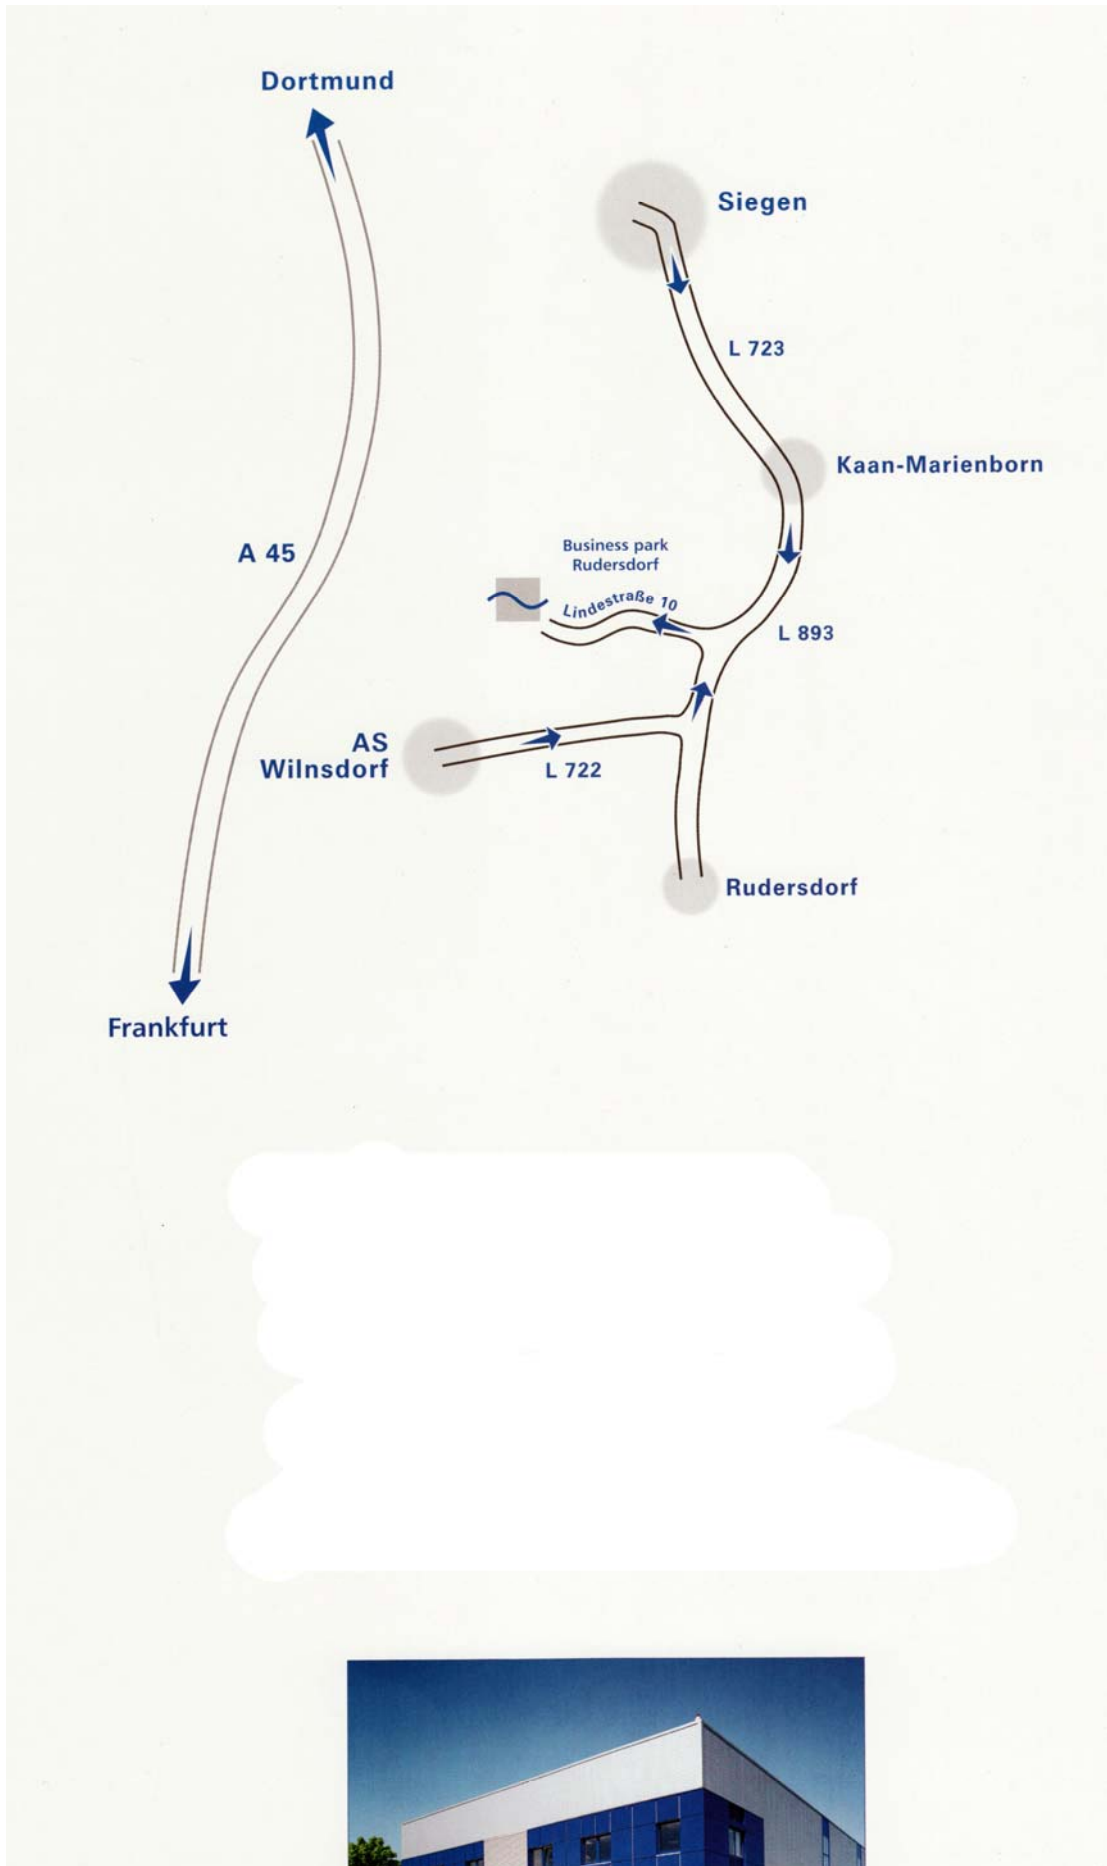 Dortmund
Siegen
L 723
Kaan-Marienborn
A 45
Business park
Rudersdorf
Lindestraße 10
L 893
AS
Wilnsdorf
L 722
Rudersdorf
Frankfurt